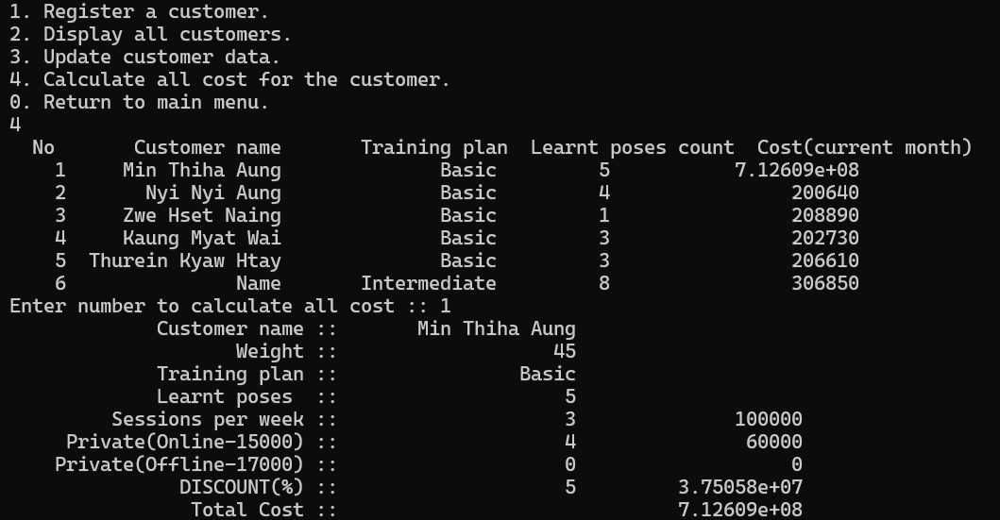 1. Register a customer.
2. Display all customers.
3. Update customer data.
4. Calculate all cost for the customer.
0. Return to main menu.
4
No Customer name Training plan Learnt poses count Cost(current month)
1 Min Thiha Aung Basic 5 7.12609e+08
2 Nyi Nyi Aung Basic 4 200640
3 Zwe Hset Naing Basic 1 208890
4 Kaung Myat Wai Basic 3 202730
5 Thurein Kyaw Htay Basic 3 206610
6 Name Intermediate 8 306850
Enter number to calculate all cost :: 1
Customer name :: Min Thiha Aung
Weight :: 45
Training plan :: Basic
Learnt poses :: 5
Sessions per week :: 3 100000
Private(Online-15000) :: 4 60000
Private(Offline-17000) :: 0 0
DISCOUNT(%) :: 5 3.75058e+07
Total Cost :: 7.12609e+08